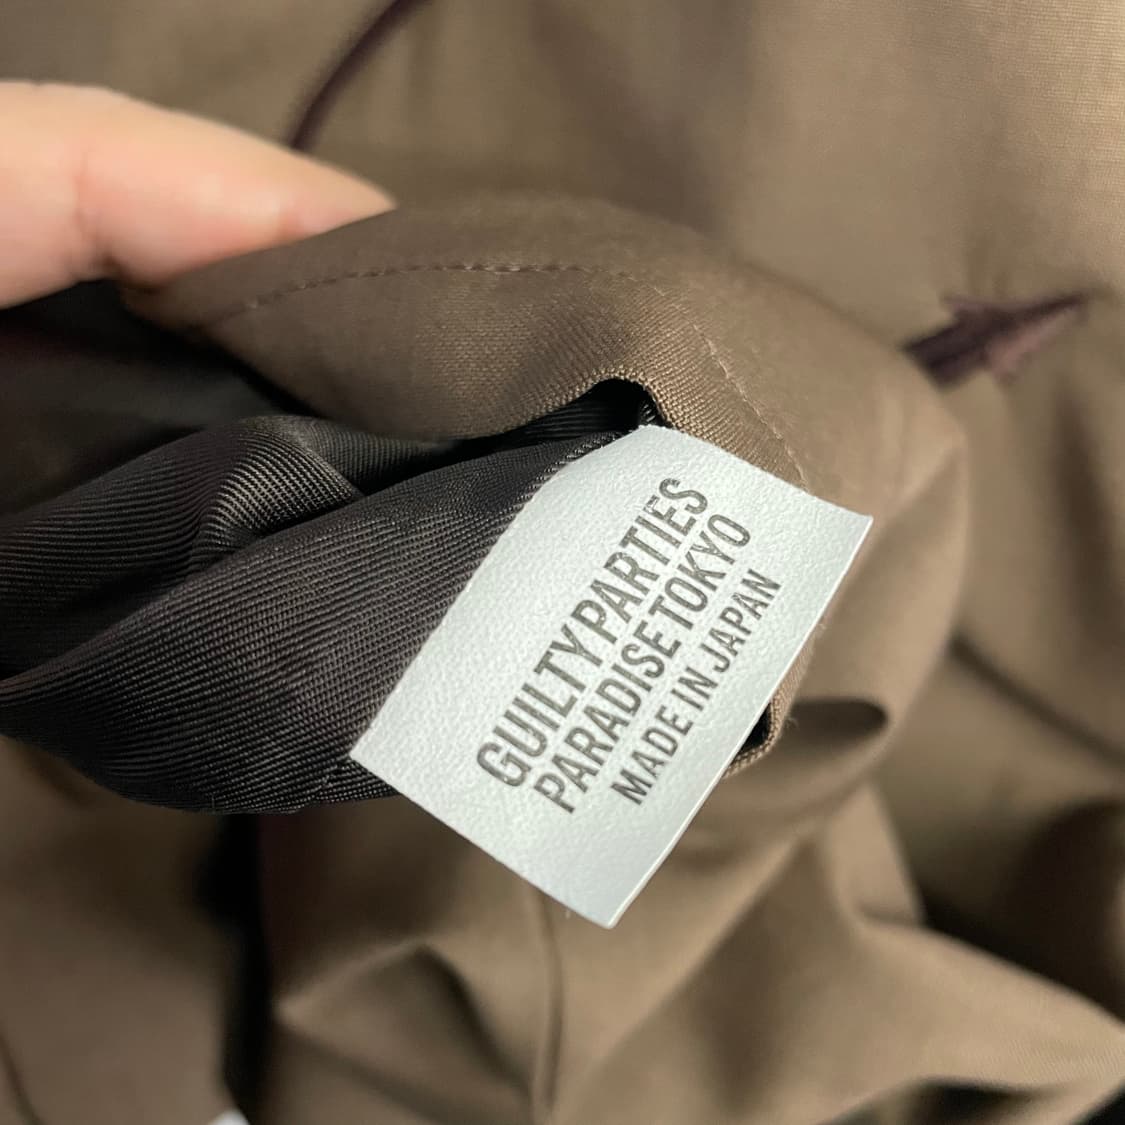 GUILTY PARTIES
PARADISE TOKYO
MADE IN JAPAN